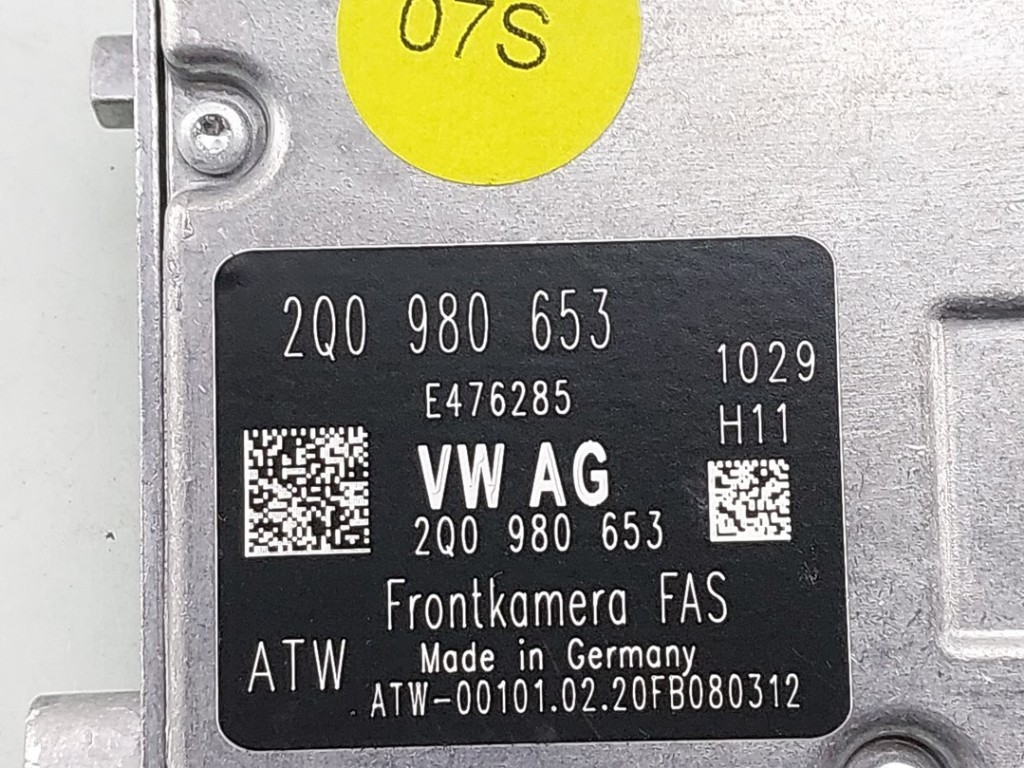 07S
2Q0 980 653
E476285
1029
H11
VW AG
2Q0 980 653
Frontkamera FAS
ATW
Made in Germany
ATW-00101.02.20FB080312